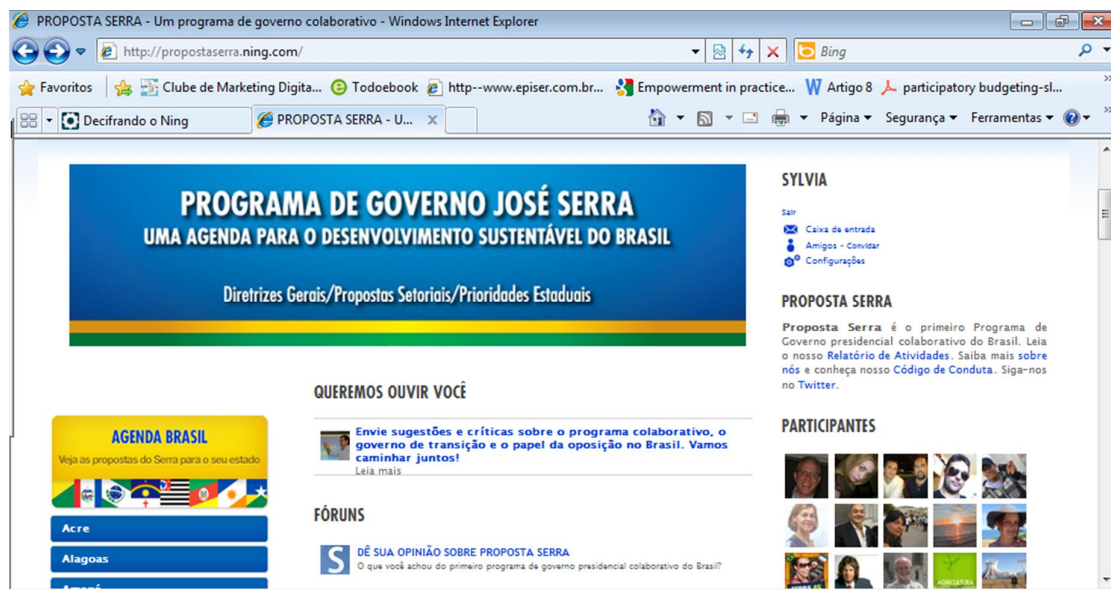 PROPOSTA SERRA - Um programa de governo colaborativo - Windows Internet Explorer
http://propostaserra.ning.com/
Bing
Favoritos
Clube de Marketing Digita...
Todoebook
http--www.episer.com.br...
Empowerment in practice...
Artigo 8
participatory budgeting-sl...
Decifrando o Ning
PROPOSTA SERRA - U...
Página
Segurança
Ferramentas
PROGRAMA DE GOVERNO JOSÉ SERRA
UMA AGENDA PARA O DESENVOLVIMENTO SUSTENTÁVEL DO BRASIL
Diretrizes Gerais/Propostas Setoriais/Prioridades Estaduais
AGENDA BRASIL
Veja as propostas do Serra para o seu estado
Acre
Alagoas
QUEREMOS OUVIR VOCÊ
Envie sugestões e críticas sobre o programa colaborativo, o
governo de transição e o papel da oposição no Brasil. Vamos
caminhar juntos!
Leia mais
FÓRUNS
S
DÊ SUA OPINIÃO SOBRE PROPOSTA SERRA
O que você achou do primeiro programa de governo presidencial colaborativo do Brasil?
SYLVIA
Sair
Caixa de entrada
Amigos - Convidar
Configurações
PROPOSTA SERRA
Proposta Serra é o primeiro Programa de
Governo presidencial colaborativo do Brasil. Leia
o nosso Relatório de Atividades. Saiba mais sobre
nós e conheça nosso Código de Conduta. Siga-nos
no Twitter.
PARTICIPANTES
AGRICULTURA